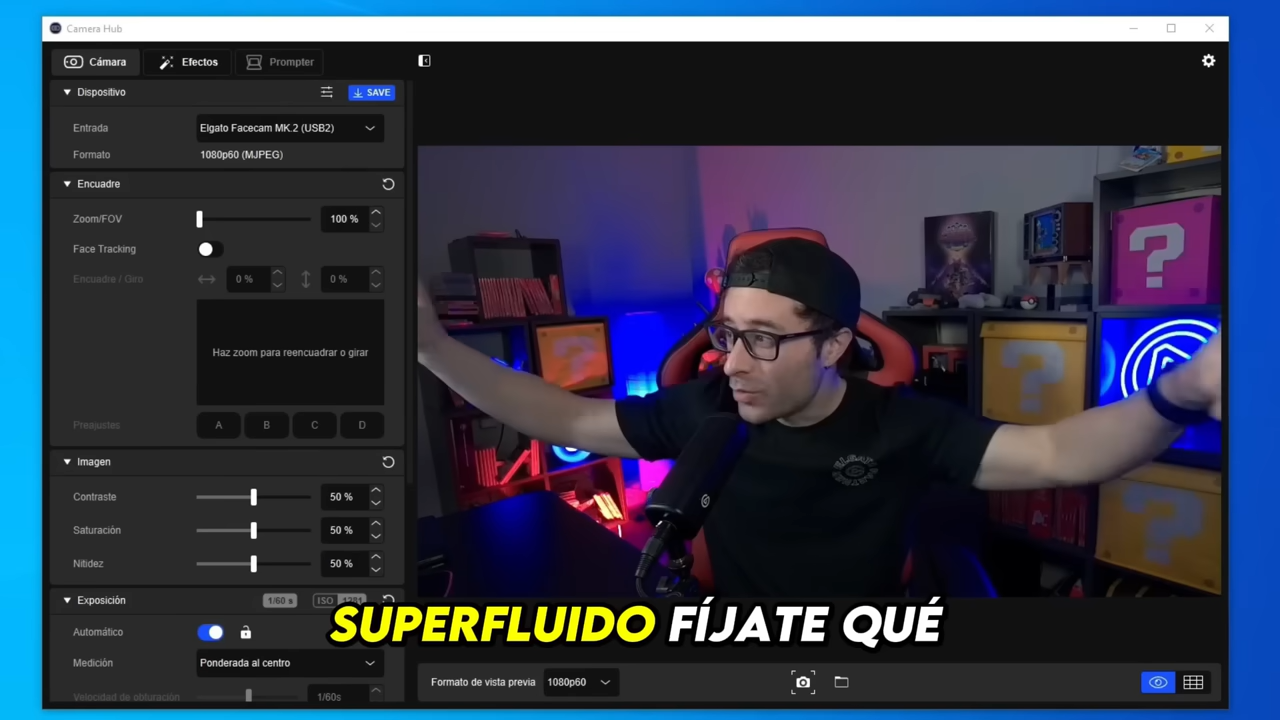 Camera Hub
Cámara
Efectos
Prompter
Dispositivo
SAVE
Entrada
Elgato Facecam MK.2 (USB2)
Formato
1080p60 (MJPEG)
Encuadre
Zoom/FOV
100 %
Face Tracking
Encuadre / Giro
0 %
0 %
Haz zoom para reencuadrar o girar
Preajustes
A
B
C
D
Imagen
Contraste
50 %
Saturación
50 %
Nitidez
50 %
Exposición
1/60 s
ISO
Automático
Medición
Ponderada al centro
Velocidad de obturación
1/60s
?
?
?
?
SUPERFLUIDO FÍJATE QUÉ
Formato de vista previa
1080p60